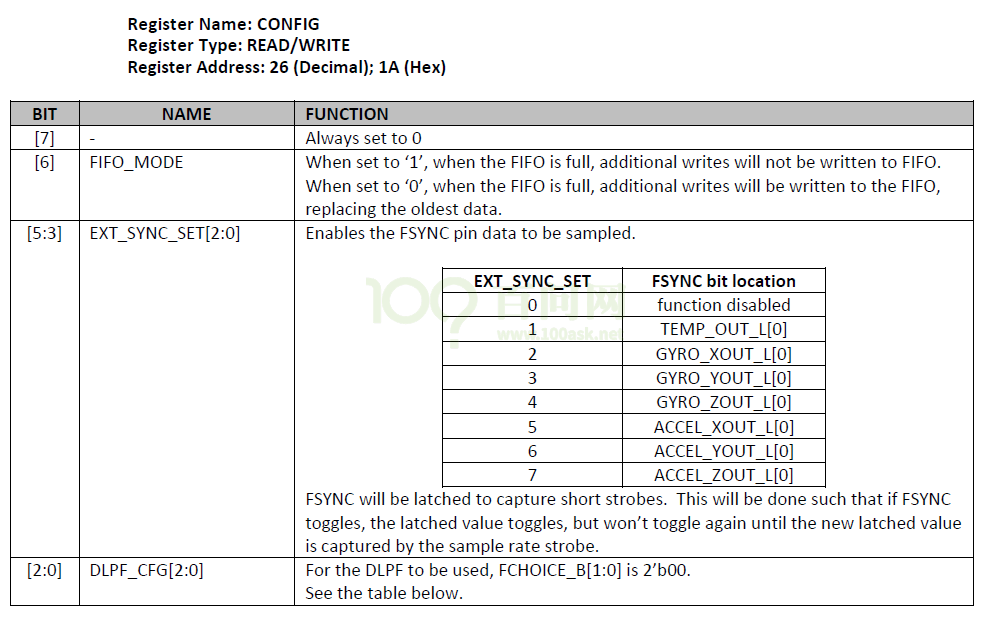 Register Name: CONFIG
Register Type: READ/WRITE
Register Address: 26 (Decimal); 1A (Hex)
BIT NAME FUNCTION
[7] - Always set to 0
[6] FIFO_MODE When set to ‘1’, when the FIFO is full, additional writes will not be written to FIFO.
When set to ‘0’, when the FIFO is full, additional writes will be written to the FIFO,
replacing the oldest data.
[5:3] EXT_SYNC_SET[2:0] Enables the FSYNC pin data to be sampled.
EXT_SYNC_SET FSYNC bit location
0 function disabled
1 TEMP_OUT_L[0]
2 GYRO_XOUT_L[0]
3 GYRO_YOUT_L[0]
4 GYRO_ZOUT_L[0]
5 ACCEL_XOUT_L[0]
6 ACCEL_YOUT_L[0]
7 ACCEL_ZOUT_L[0]
100 百问网
www.100ask.net
FSYNC will be latched to capture short strobes. This will be done such that if FSYNC
toggles, the latched value toggles, but won’t toggle again until the new latched value
is captured by the sample rate strobe.
[2:0] DLPF_CFG[2:0] For the DLPF to be used, FCHOICE_B[1:0] is 2’b00.
See the table below.